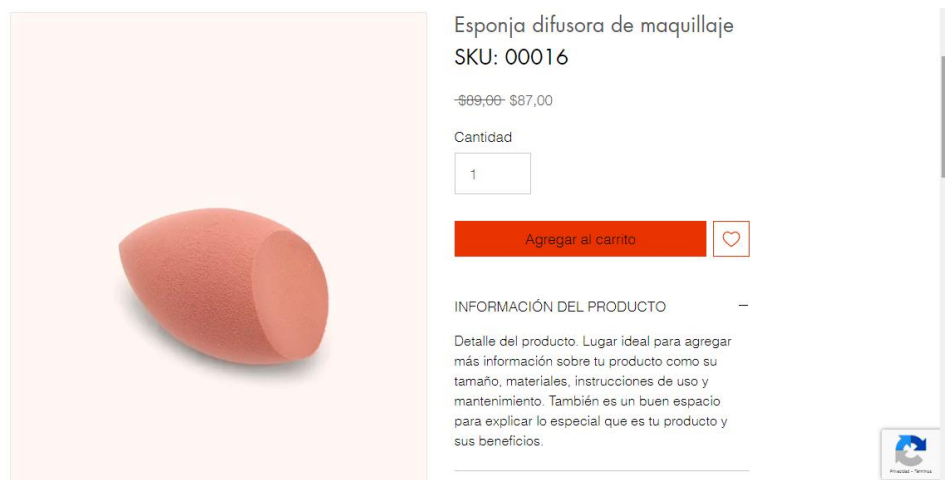 Esponja difusora de maquillaje
SKU: 00016
$89,00 $87,00
Cantidad
1
Agregar al carrito
INFORMACIÓN DEL PRODUCTO
Detalle del producto. Lugar ideal para agregar
más información sobre tu producto como su
tamaño, materiales, instrucciones de uso y
mantenimiento. También es un buen espacio
para explicar lo especial que es tu producto y
sus beneficios.
Privacidad - Términos